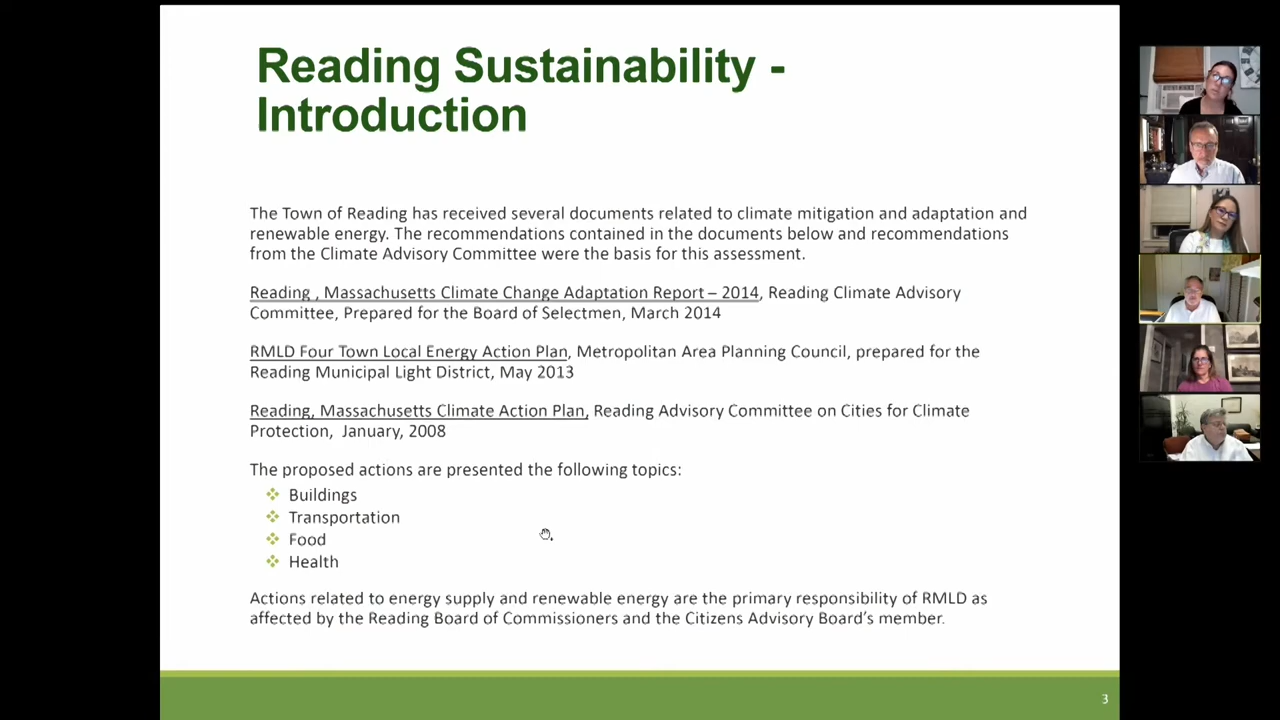 Reading Sustainability -
Introduction
The Town of Reading has received several documents related to climate mitigation and adaptation and
renewable energy. The recommendations contained in the documents below and recommendations
from the Climate Advisory Committee were the basis for this assessment.
Reading , Massachusetts Climate Change Adaptation Report – 2014, Reading Climate Advisory
Committee, Prepared for the Board of Selectmen, March 2014
RMLD Four Town Local Energy Action Plan, Metropolitan Area Planning Council, prepared for the
Reading Municipal Light District, May 2013
Reading, Massachusetts Climate Action Plan, Reading Advisory Committee on Cities for Climate
Protection, January, 2008
The proposed actions are presented the following topics:
Buildings
Transportation
Food
Health
Actions related to energy supply and renewable energy are the primary responsibility of RMLD as
affected by the Reading Board of Commissioners and the Citizens Advisory Board's member.
3